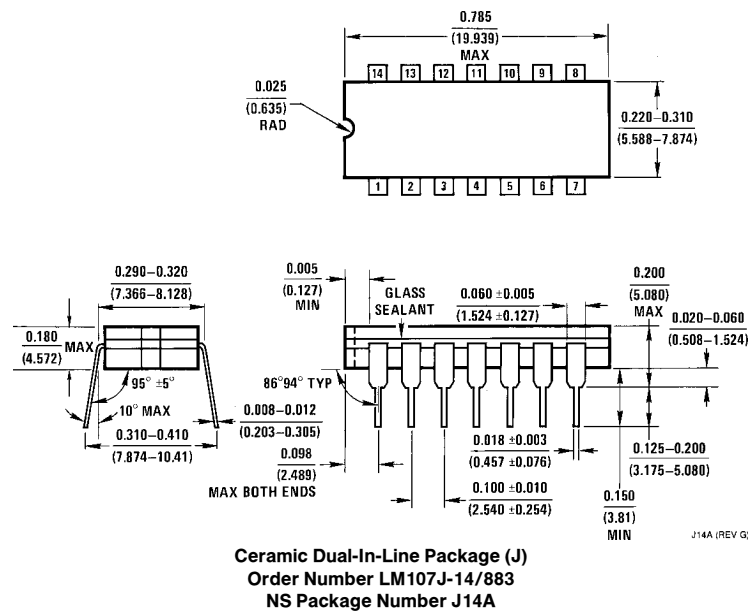 0.785
(19.939)
MAX
14 13 12 11 10 9 8
0.025
(0.635)
RAD
0.220–0.310
(5.588–7.874)
1 2 3 4 5 6 7
0.290–0.320
(7.366–8.128)
0.005
(0.127)
MIN
GLASS
SEALANT
0.060 ±0.005
(1.524 ±0.127)
0.200
(5.080)
MAX
0.020–0.060
(0.508–1.524)
0.180
(4.572)
MAX
95° ±5°
10° MAX
86°94° TYP
0.310–0.410
(7.874–10.41)
0.008–0.012
(0.203–0.305)
0.098
(2.489)
MAX BOTH ENDS
0.018 ±0.003
(0.457 ±0.076)
0.100 ±0.010
(2.540 ±0.254)
0.125–0.200
(3.175–5.080)
0.150
(3.81)
MIN
J14A (REV G)
Ceramic Dual-In-Line Package (J)
Order Number LM107J-14/883
NS Package Number J14A